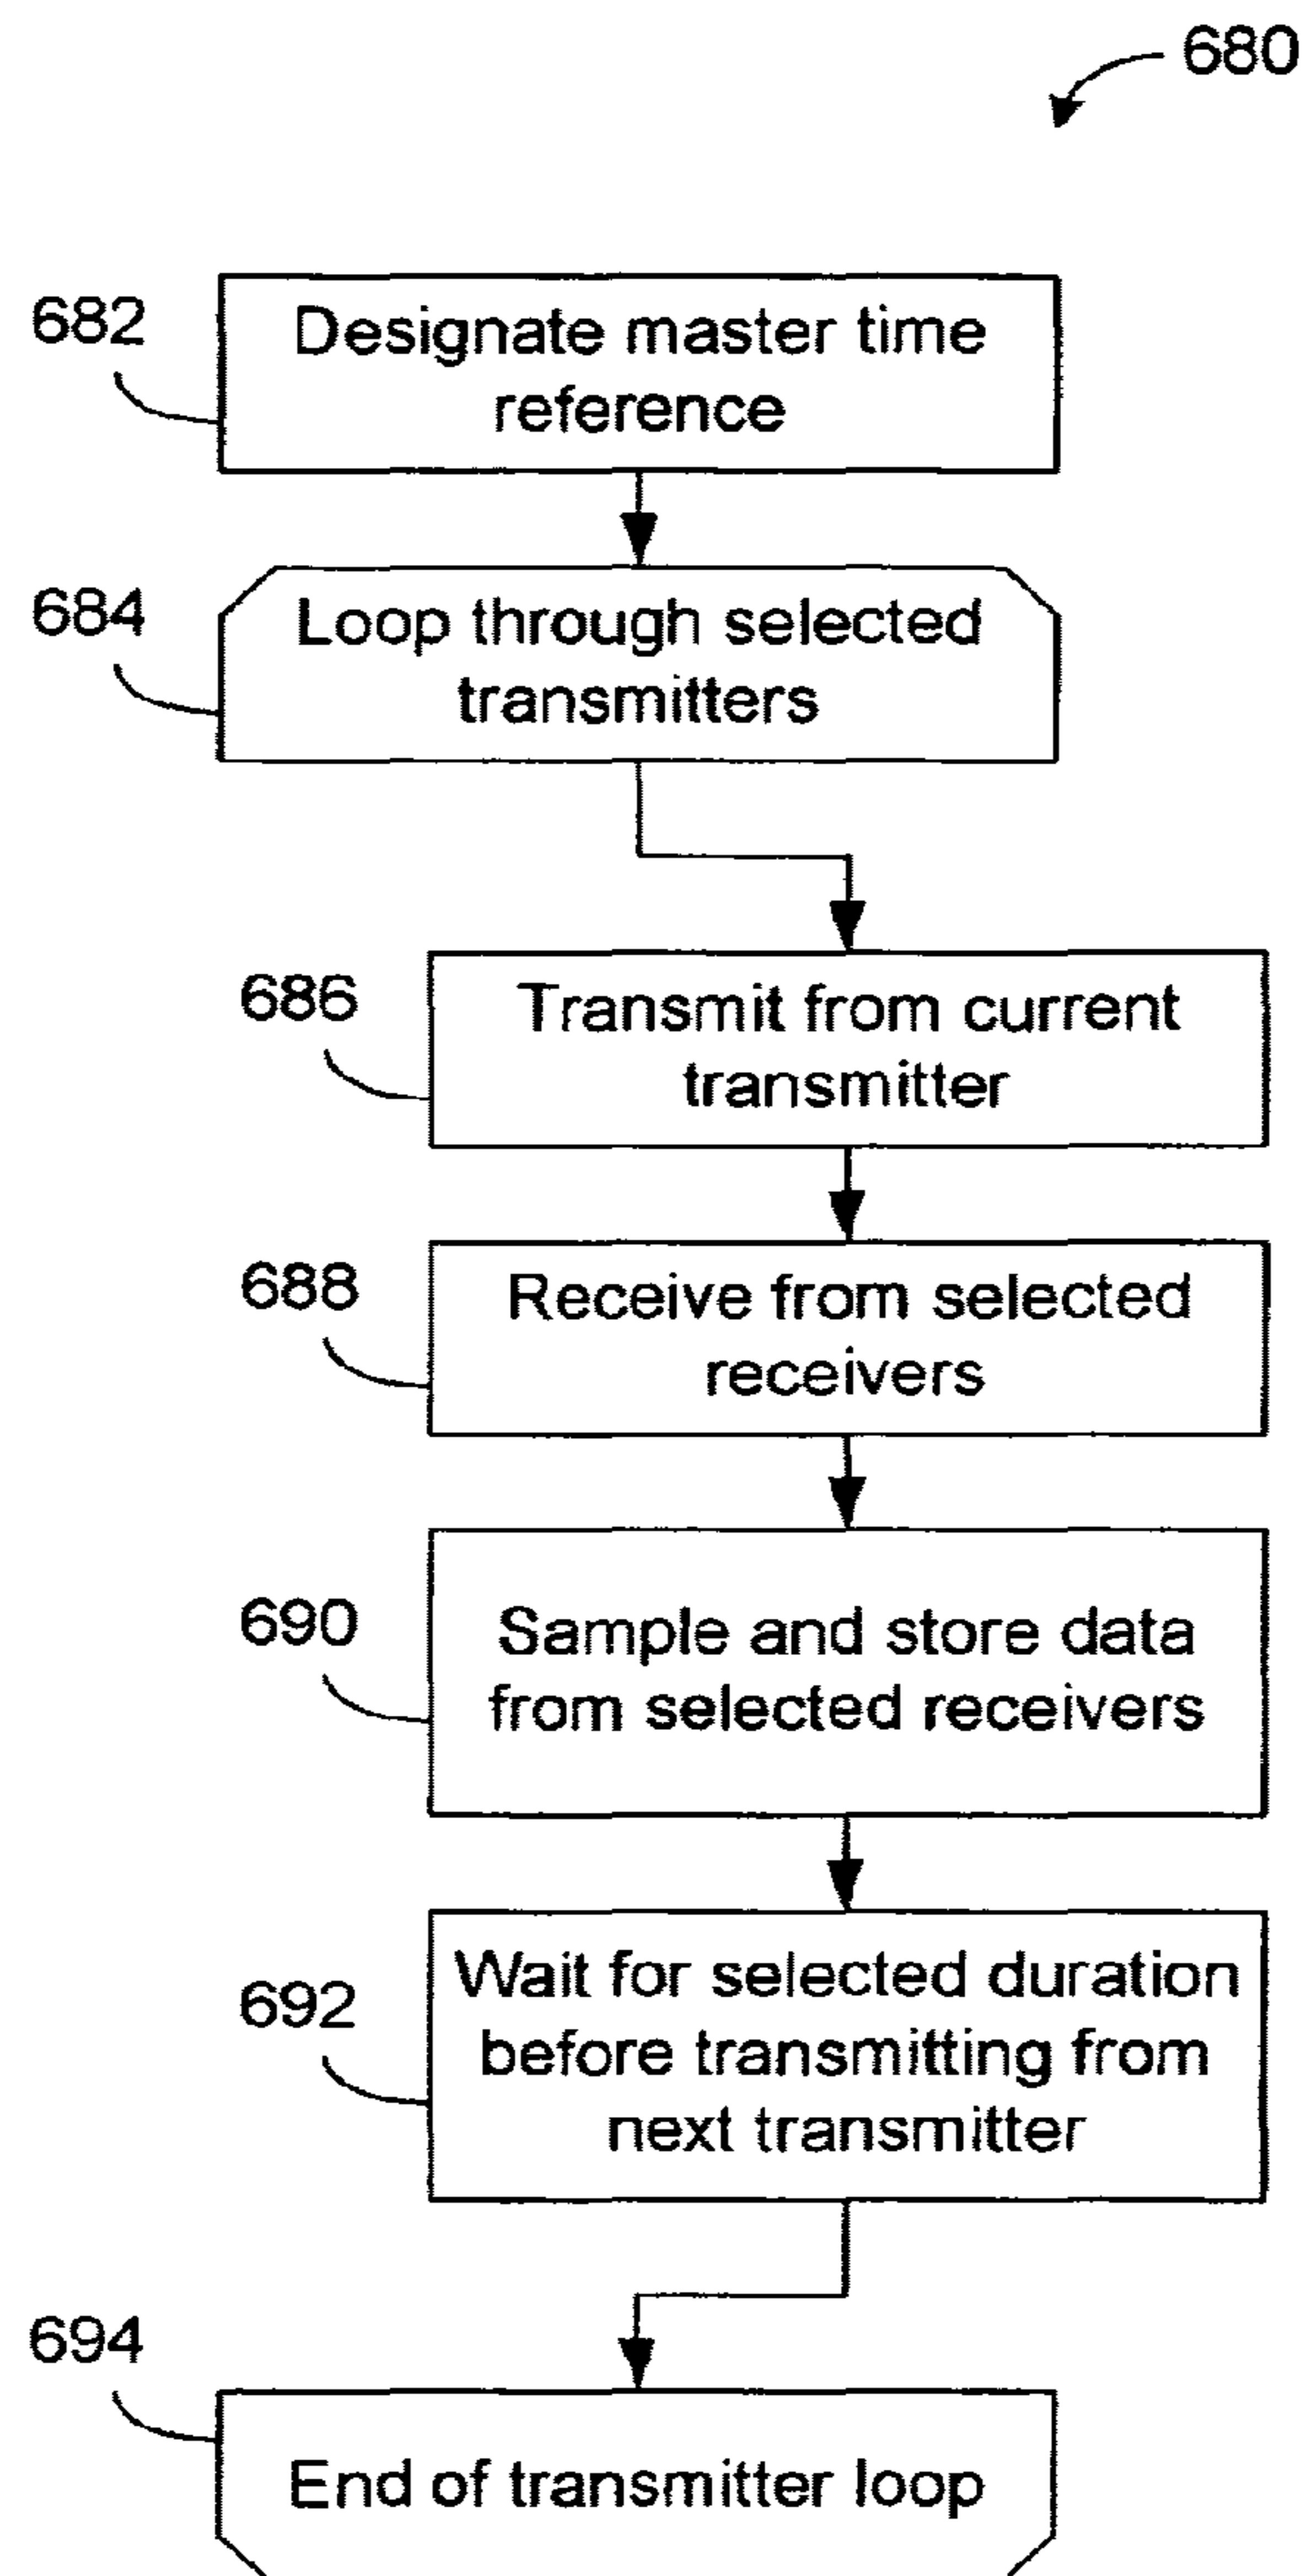 680
682
Designate master time
reference
684
Loop through selected
transmitters
686
Transmit from current
transmitter
688
Receive from selected
receivers
690
Sample and store data
from selected receivers
692
Wait for selected duration
before transmitting from
next transmitter
694
End of transmitter loop